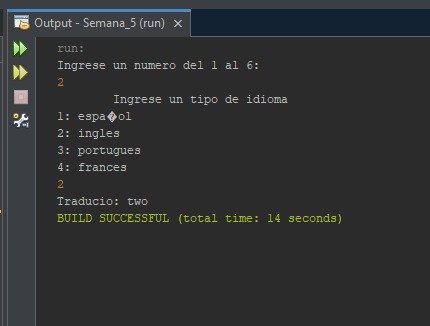 Output - Semana_5 (run)
run:
Ingrese un numero del 1 al 6:
2
Ingrese un tipo de idioma
1: espa�ol
2: ingles
3: portugues
4: frances
2
Traducio: two
BUILD SUCCESSFUL (total time: 14 seconds)